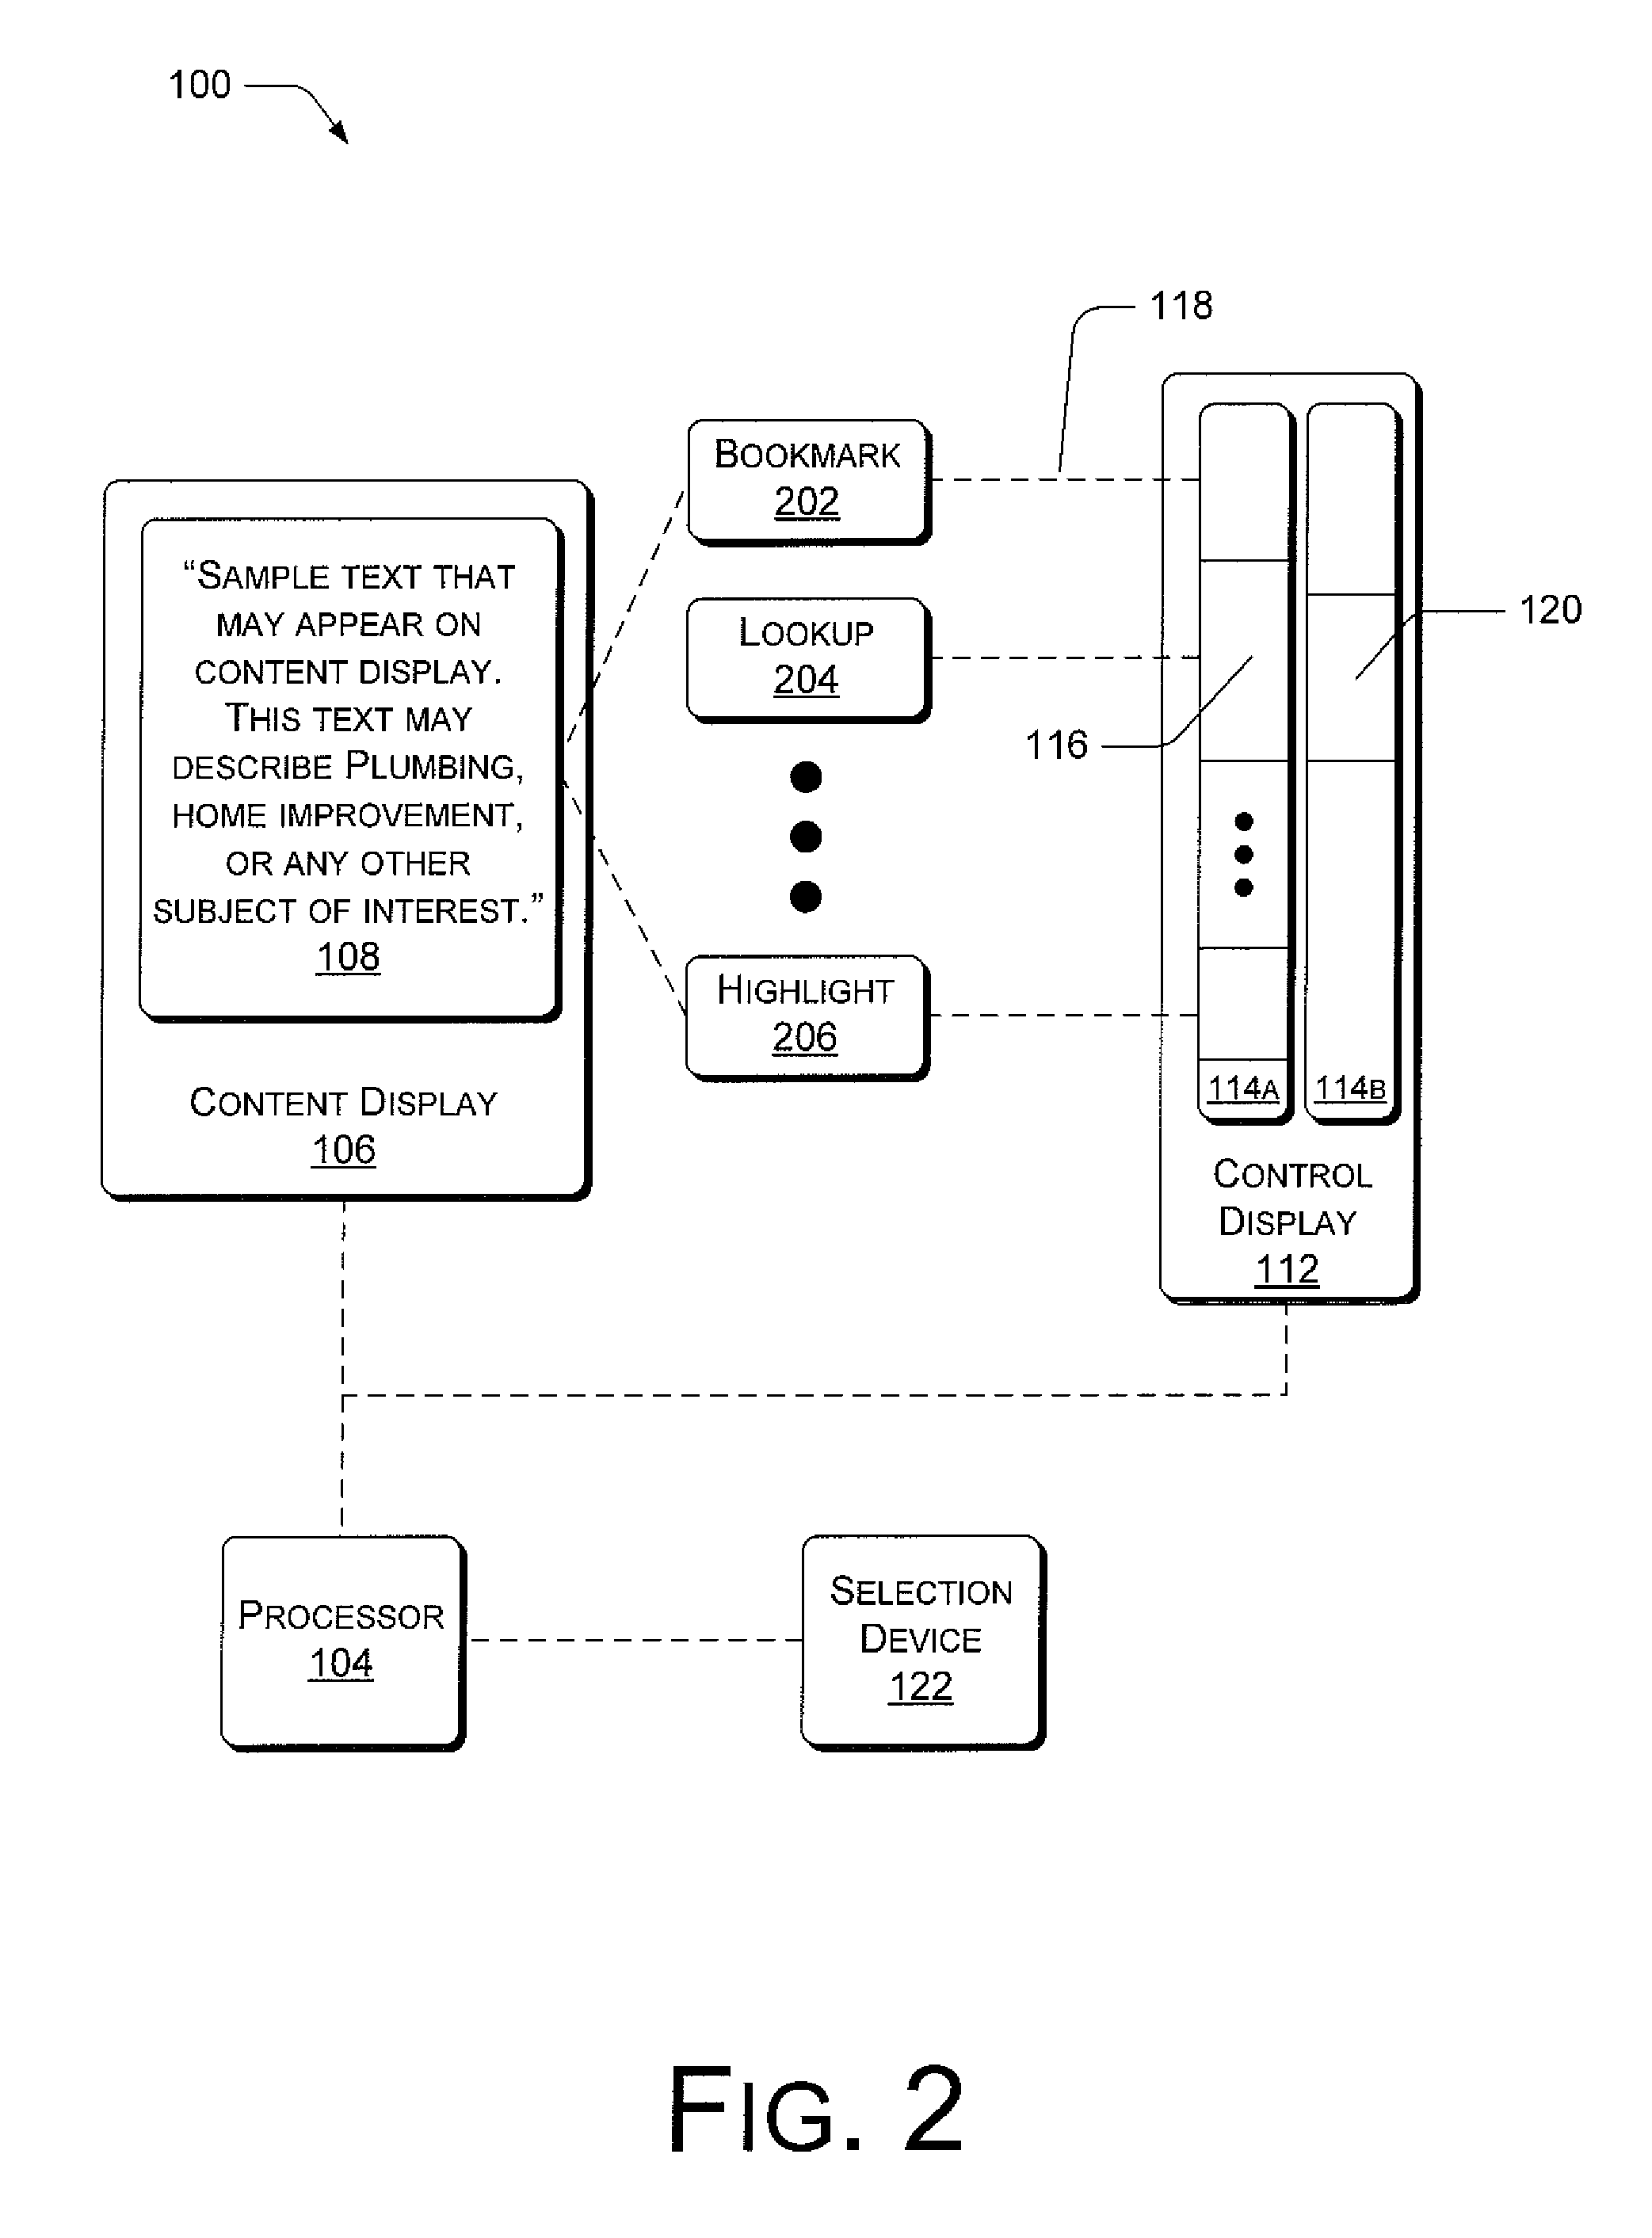 100
118
BOOKMARK
202
"SAMPLE TEXT THAT
MAY APPEAR ON
CONTENT DISPLAY.
THIS TEXT MAY
DESCRIBE PLUMBING,
HOME IMPROVEMENT,
OR ANY OTHER
SUBJECT OF INTEREST."
108
CONTENT DISPLAY
106
LOOKUP
204
120
116
HIGHLIGHT
206
114A
114B
CONTROL
DISPLAY
112
PROCESSOR
104
SELECTION
DEVICE
122
FIG. 2